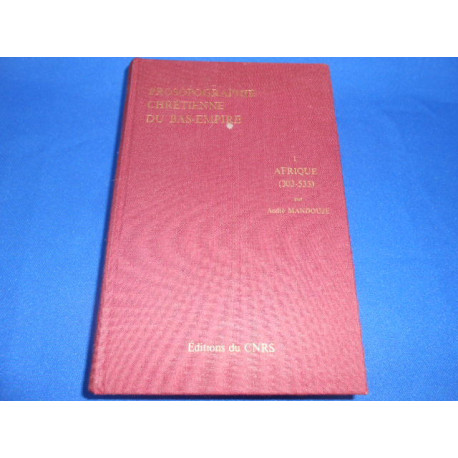 PROSOPOGRAPHIE
CHRÉTIENNE
DU BAS-EMPIRE
1
AFRIQUE
(303-533)
par
André MANDOUZE
Éditions du CNRS